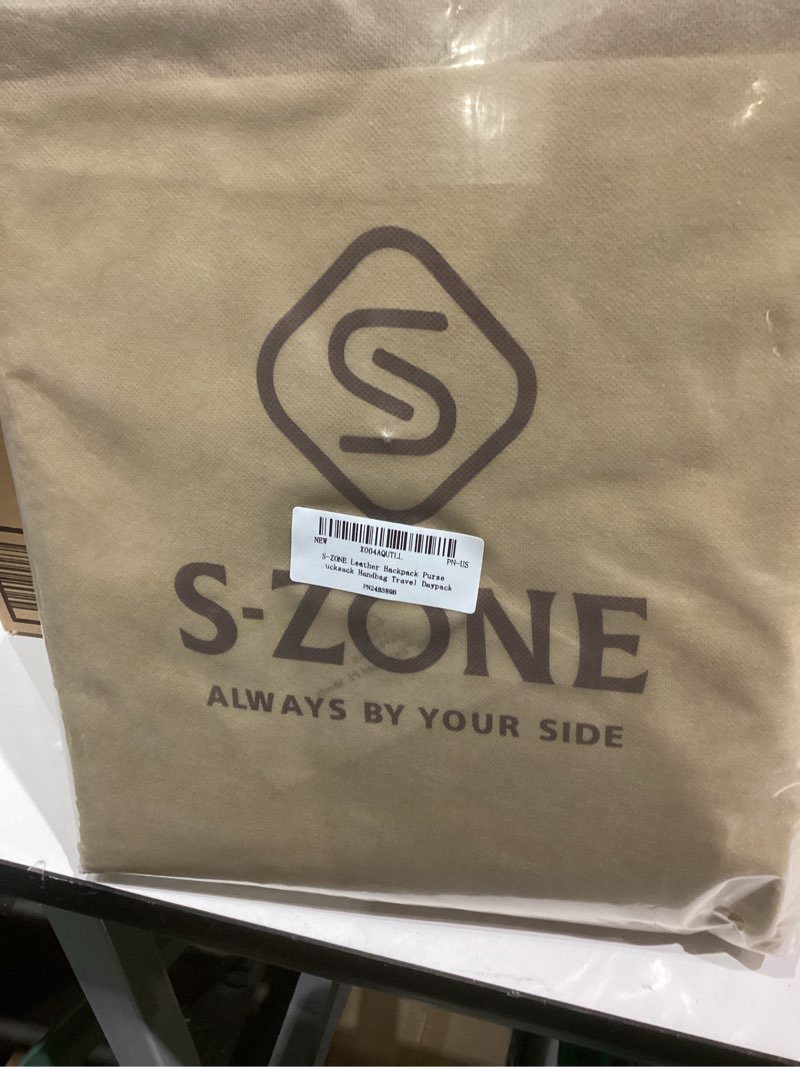 S
NEW X004AQUTLL PN-US
S-ZONE Leather Backpack Purse
ucksack Handbag Travel Daypack
S-ZONE
ALWAYS BY YOUR SIDE